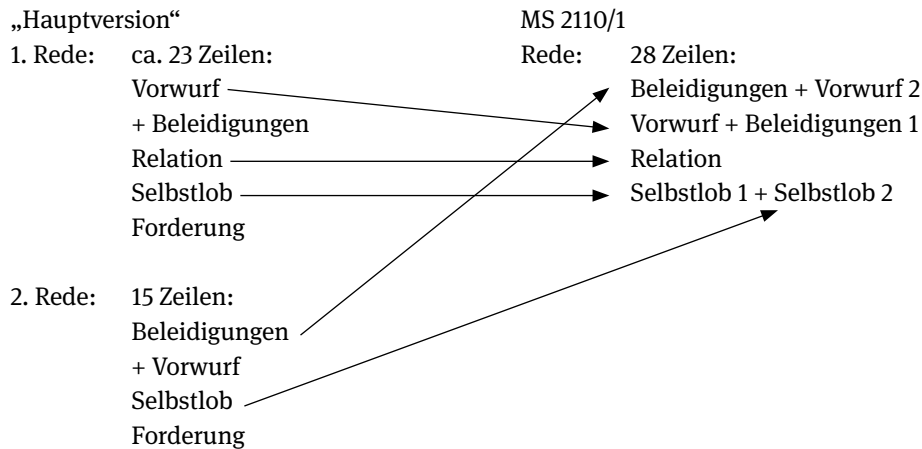 „Hauptversion“ MS 2110/1
1. Rede: ca. 23 Zeilen: Rede: 28 Zeilen:
Vorwurf Beleidigungen + Vorwurf 2
+ Beleidigungen Vorwurf + Beleidigungen 1
Relation Relation
Selbstlob Selbstlob 1 + Selbstlob 2
Forderung
2. Rede: 15 Zeilen:
Beleidigungen
+ Vorwurf
Selbstlob
Forderung